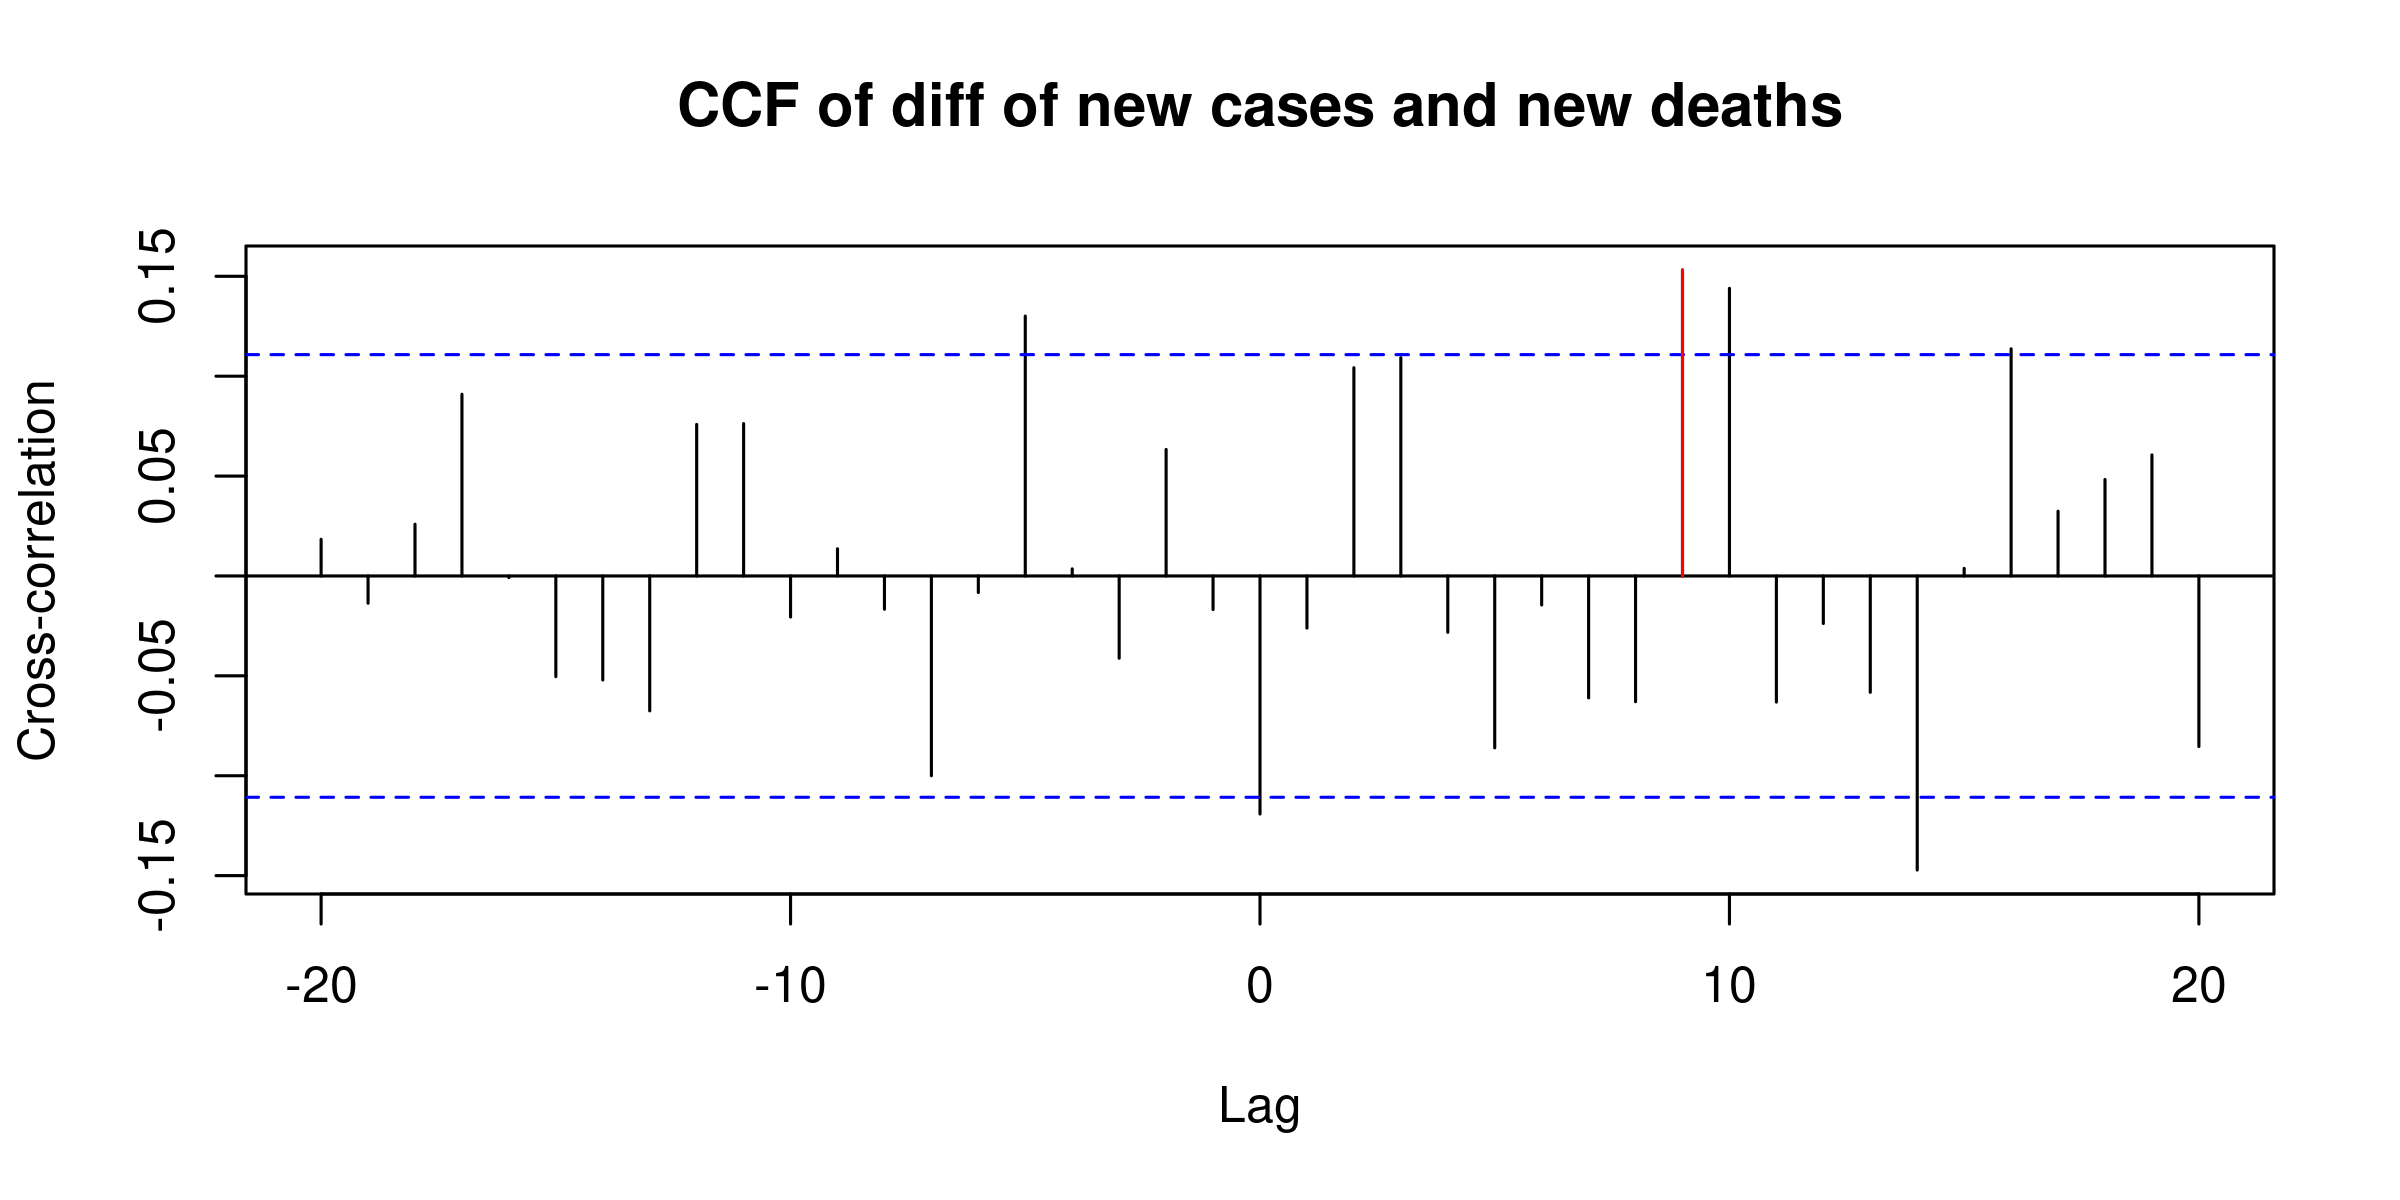 CCF of diff of new cases and new deaths
Cross-correlation
0.15
0.05
-0.05
-0.15
-20 -10 0 10 20
Lag